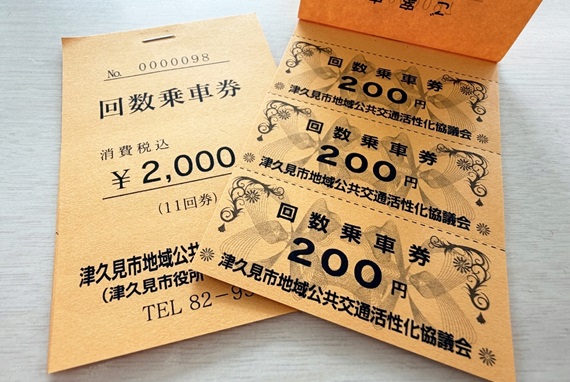 No. 0000098
回数乗車券
消費税込
¥2,000
(11回券)
津久見市地域公共
(津久見市役所
TEL 82-9
回数乗車券
200円
津久見市地域公共交通活性化協議会
回数乗車券
200円
津久見市地域公共交通活性化協議会
回数乗車券
200円
津久見市地域公共交通活性化協議会